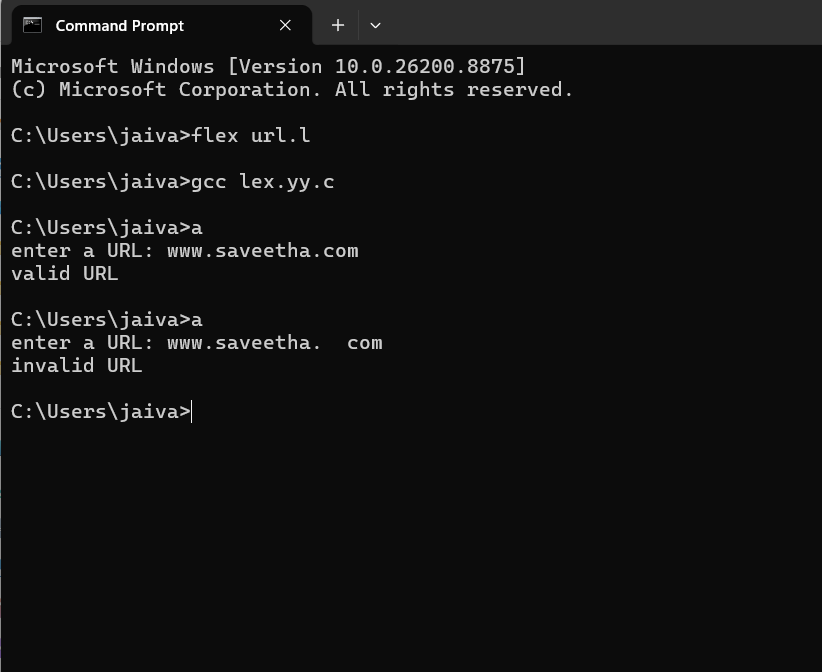 Command Prompt
Microsoft Windows [Version 10.0.26200.8875]
(c) Microsoft Corporation. All rights reserved.
C:\Users\jaiva>flex url.l
C:\Users\jaiva>gcc lex.yy.c
C:\Users\jaiva>a
enter a URL: www.saveetha.com
valid URL
C:\Users\jaiva>a
enter a URL: www.saveetha.  com
invalid URL
C:\Users\jaiva>